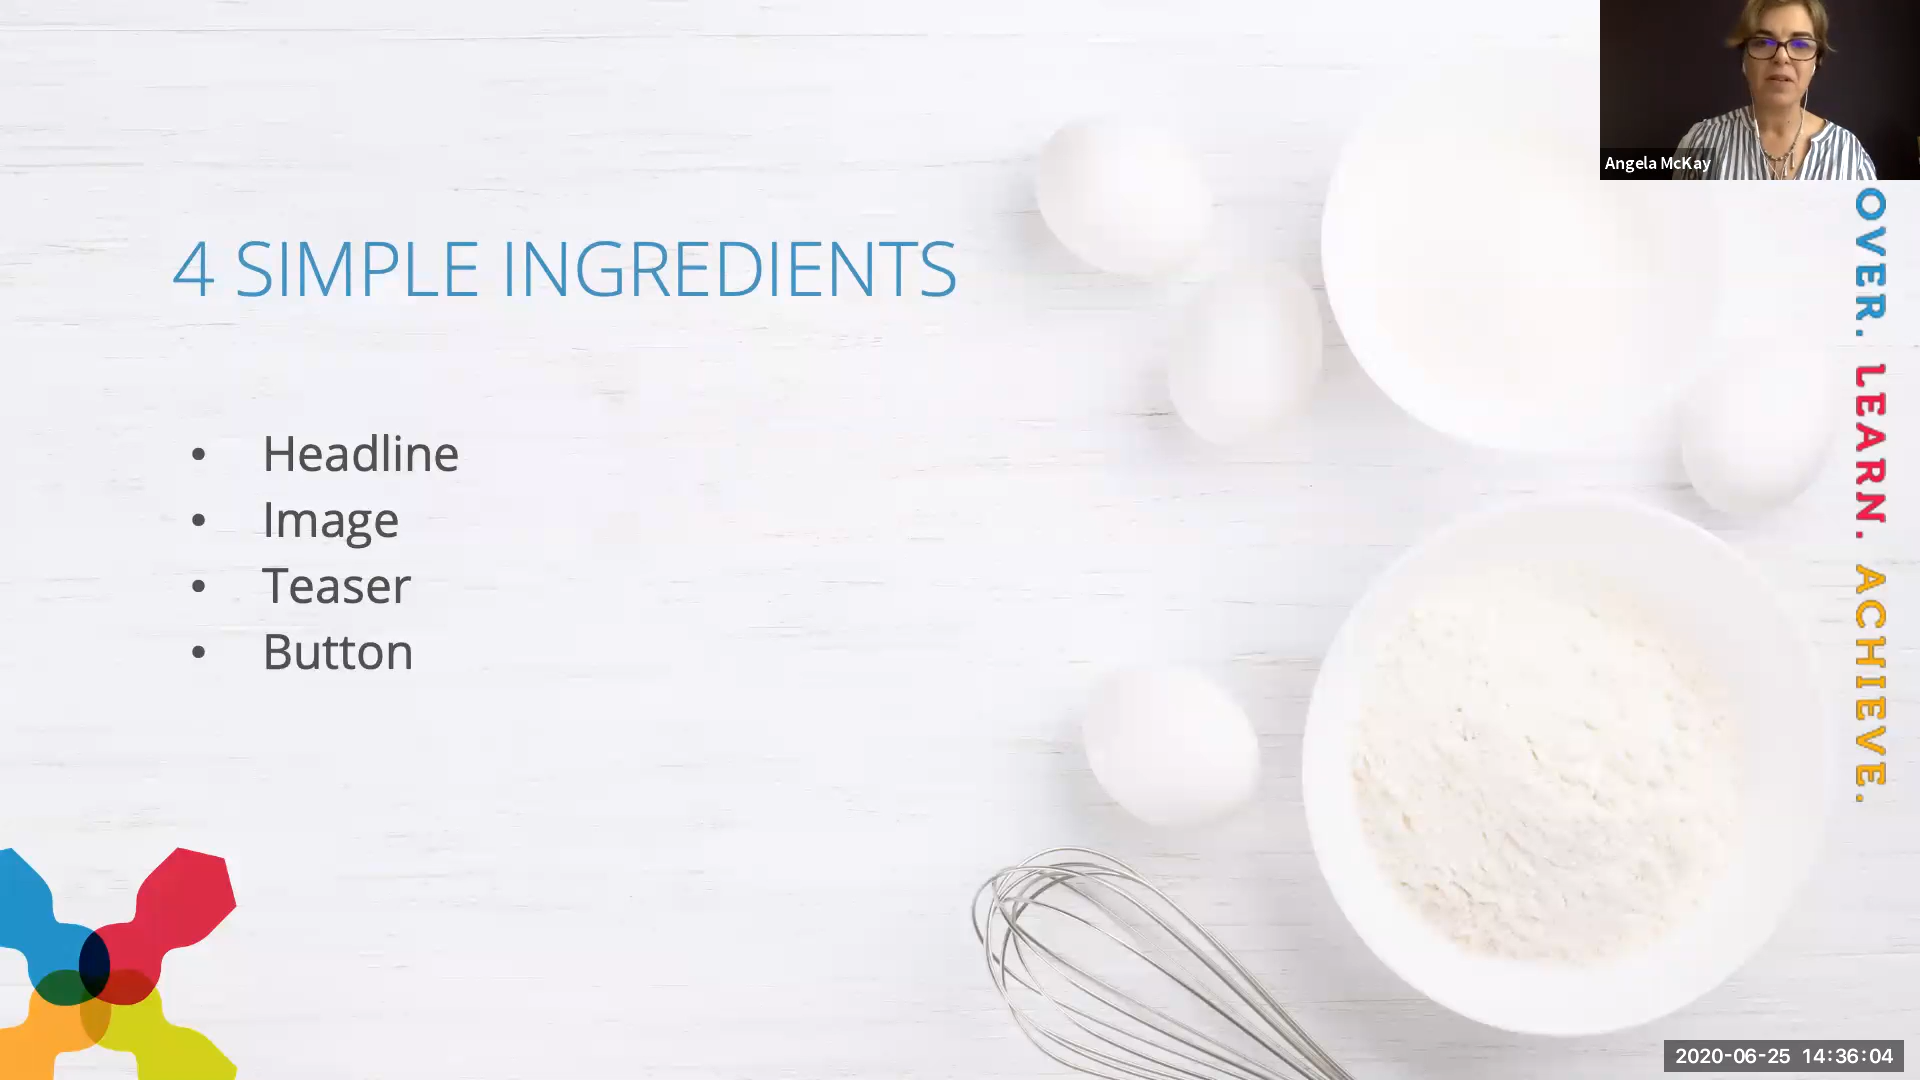 Angela McKay
4 SIMPLE INGREDIENTS
• Headline
• Image
• Teaser
• Button
OVER. LEARN. ACHIEVE.
2020-06-25 14:36:04